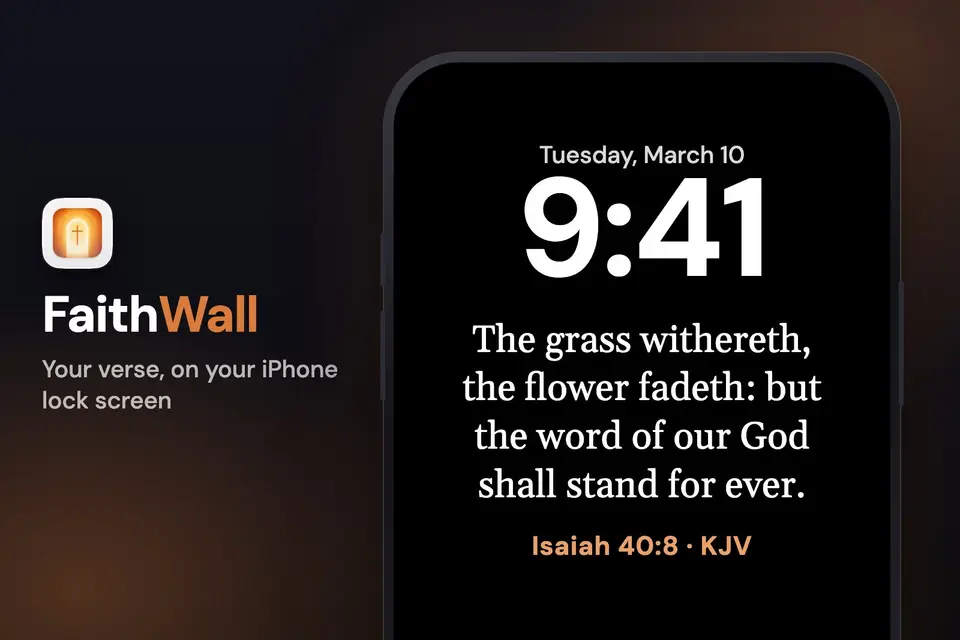 FaithWall
Your verse, on your iPhone
lock screen
Tuesday, March 10
9:41
The grass withereth,
the flower fadeth: but
the word of our God
shall stand for ever.
Isaiah 40:8 · KJV